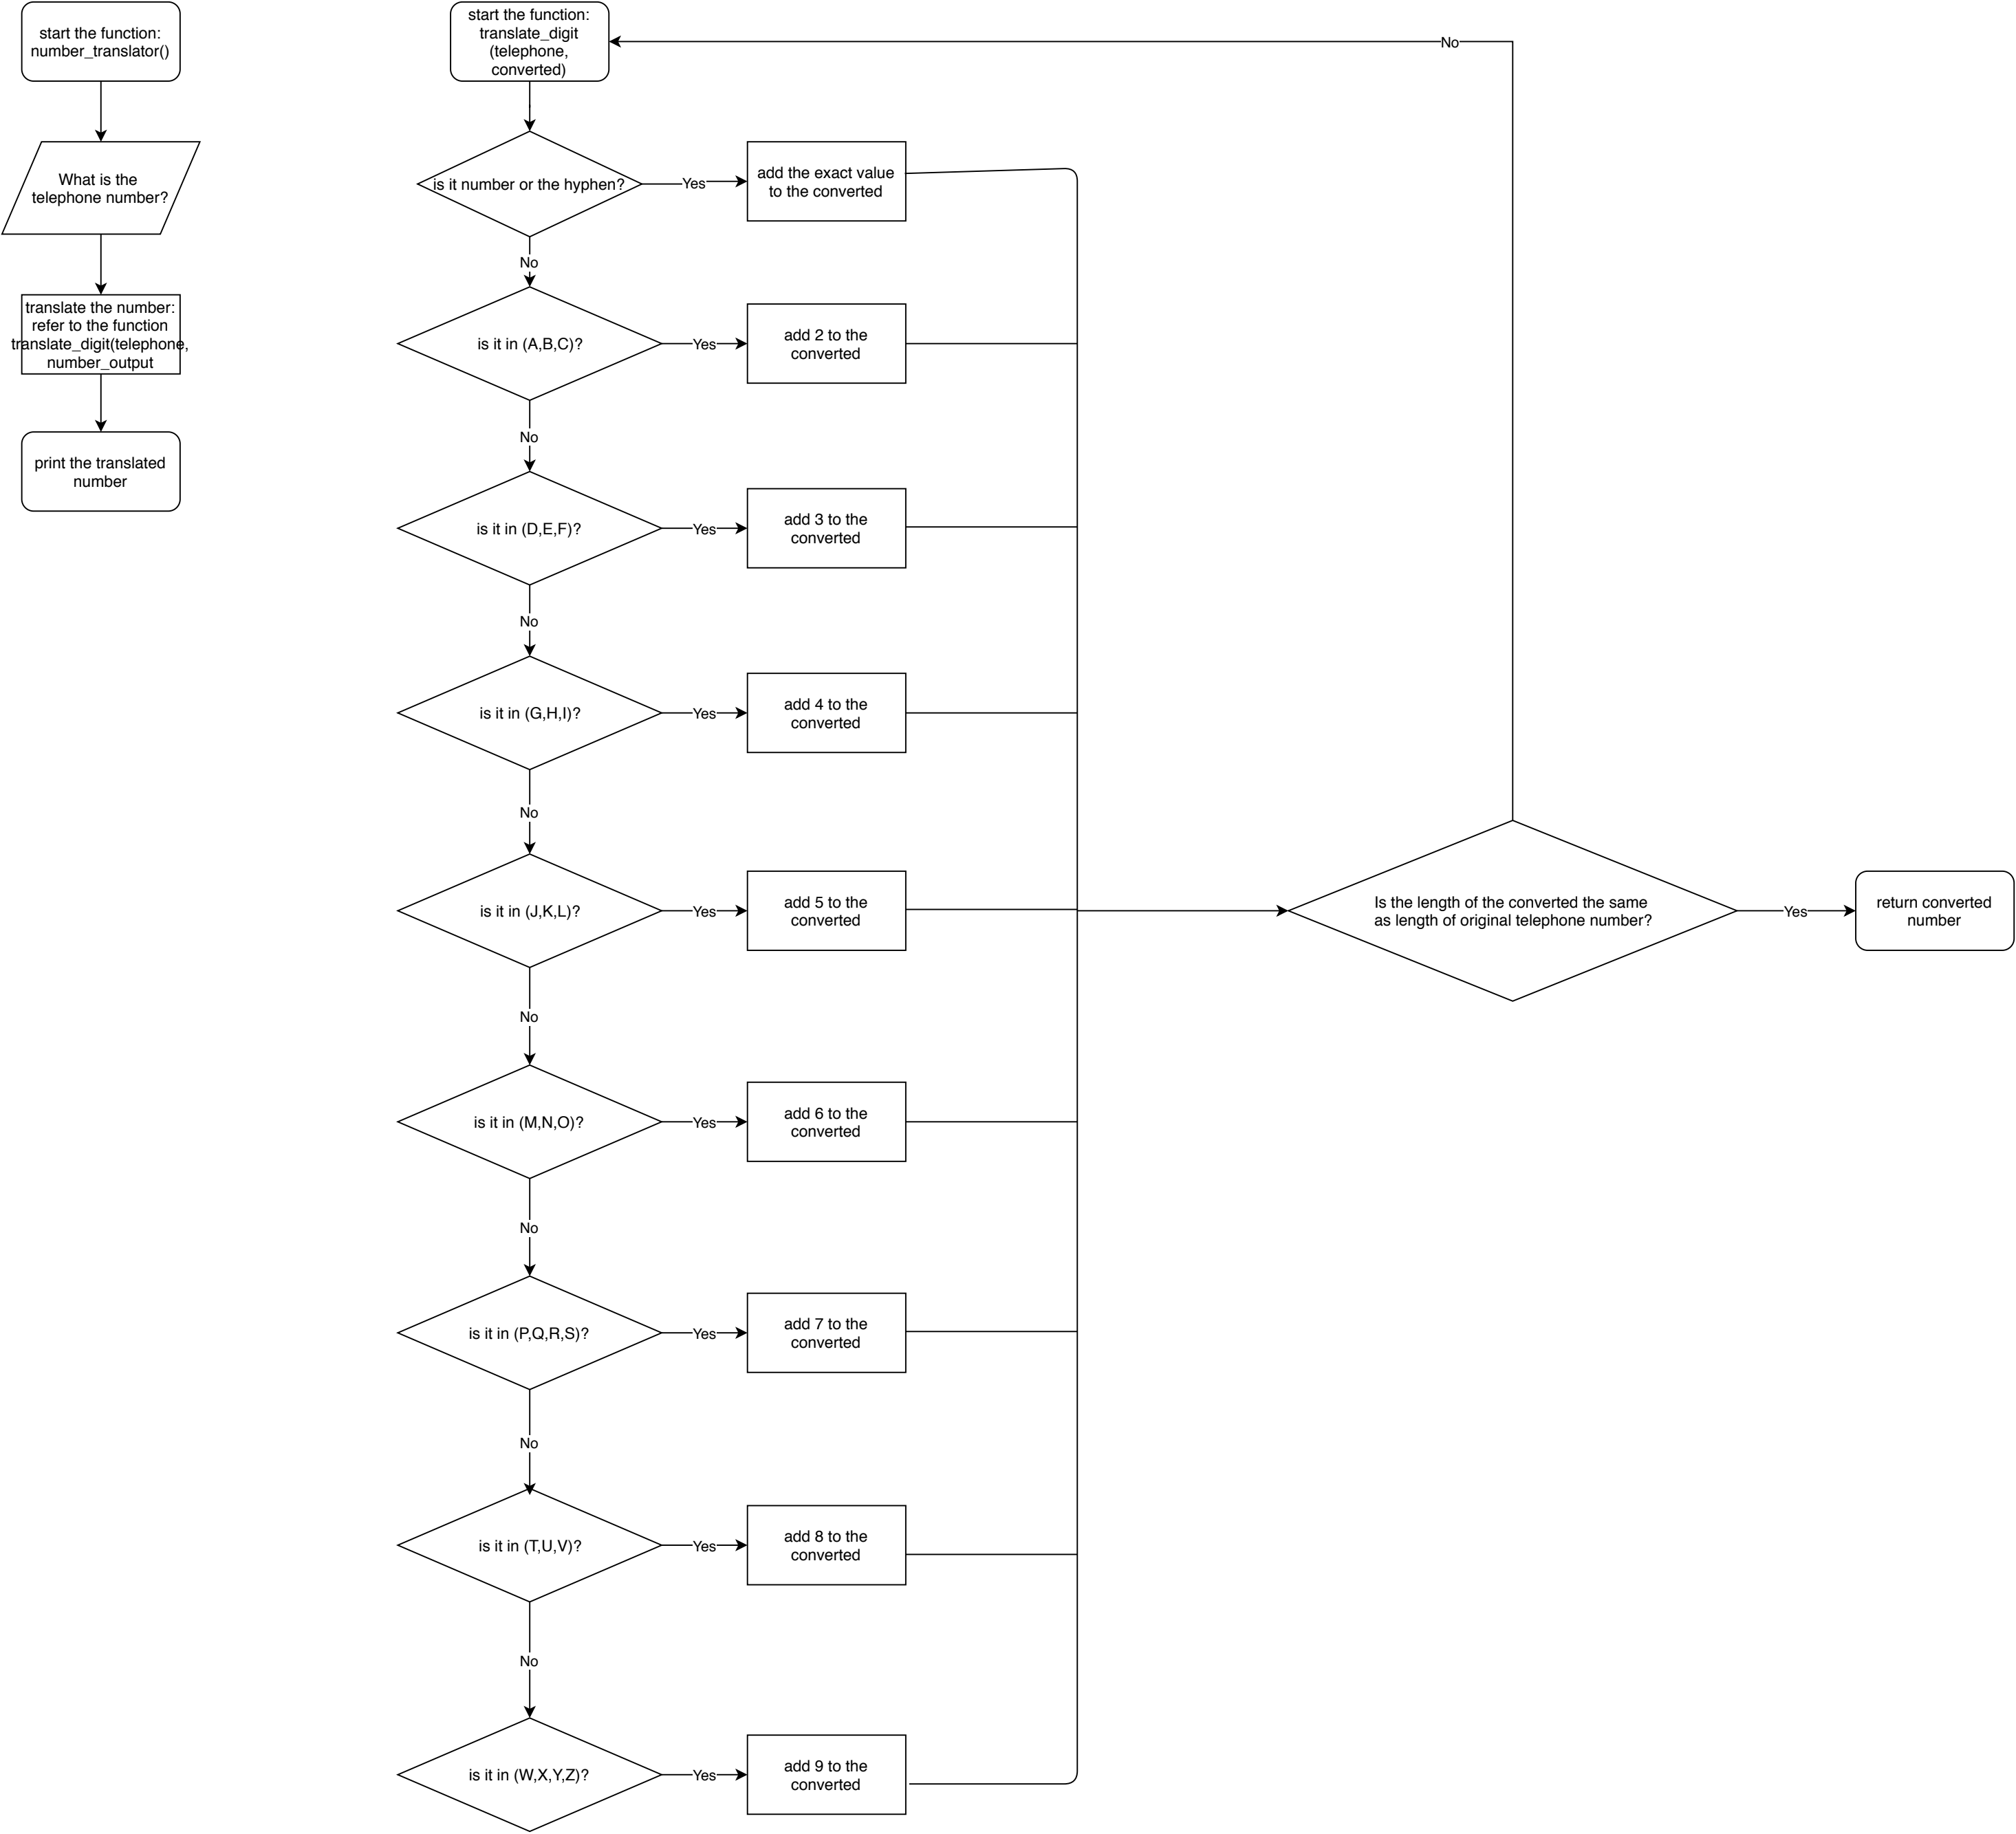 start the function:
number_translator()
What is the
telephone number?
translate the number:
refer to the function
translate_digit(telephone,
number_output
print the translated
number
start the function:
translate_digit
(telephone,
converted)
No
is it number or the hyphen?
Yes
add the exact value
to the converted
No
is it in (A,B,C)?
Yes
add 2 to the
converted
No
is it in (D,E,F)?
Yes
add 3 to the
converted
No
is it in (G,H,I)?
Yes
add 4 to the
converted
No
is it in (J,K,L)?
Yes
add 5 to the
converted
No
is it in (M,N,O)?
Yes
add 6 to the
converted
No
is it in (P,Q,R,S)?
Yes
add 7 to the
converted
No
is it in (T,U,V)?
Yes
add 8 to the
converted
No
is it in (W,X,Y,Z)?
Yes
add 9 to the
converted
Is the length of the converted the same
as length of original telephone number?
Yes
return converted
number